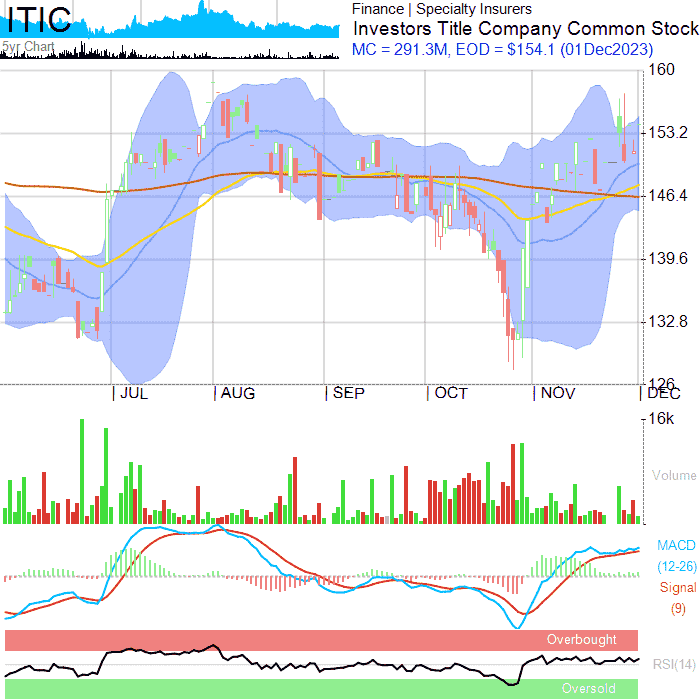 ITIC
5yr Chart
Finance | Specialty Insurers
Investors Title Company Common Stock
MC = 291.3M, EOD = $154.1 (01Dec2023)
160
153.2
146.4
139.6
132.8
126
JUL AUG SEP OCT NOV DEC
16k
Volume
MACD
(12-26)
Signal
(9)
Overbought
RSI(14)
Oversold